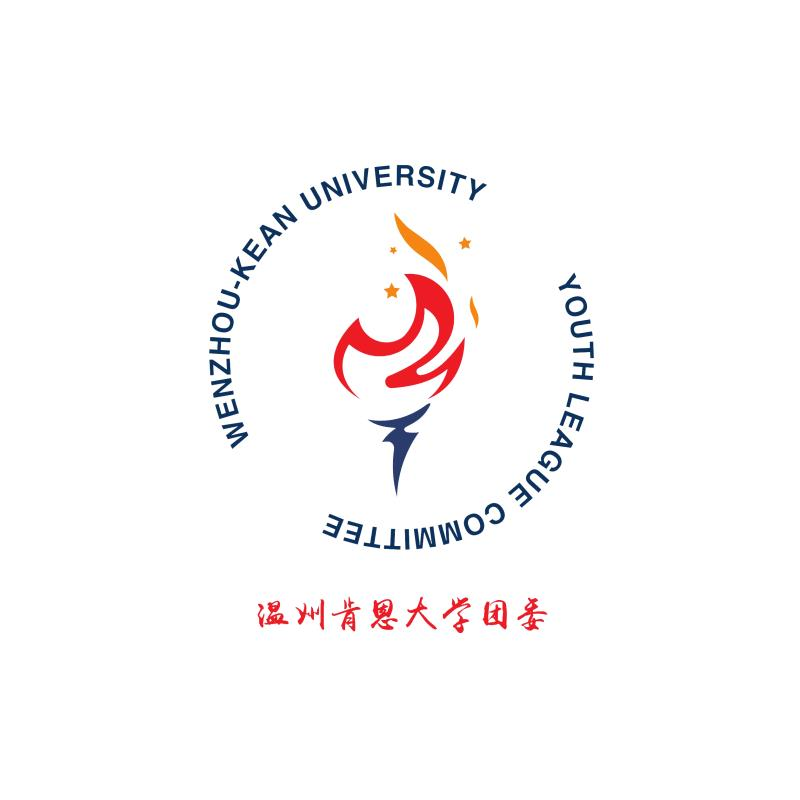 WENZHOU-KEAN UNIVERSITY
YOUTH LEAGUE COMMITTEE
温州肯恩大学团委